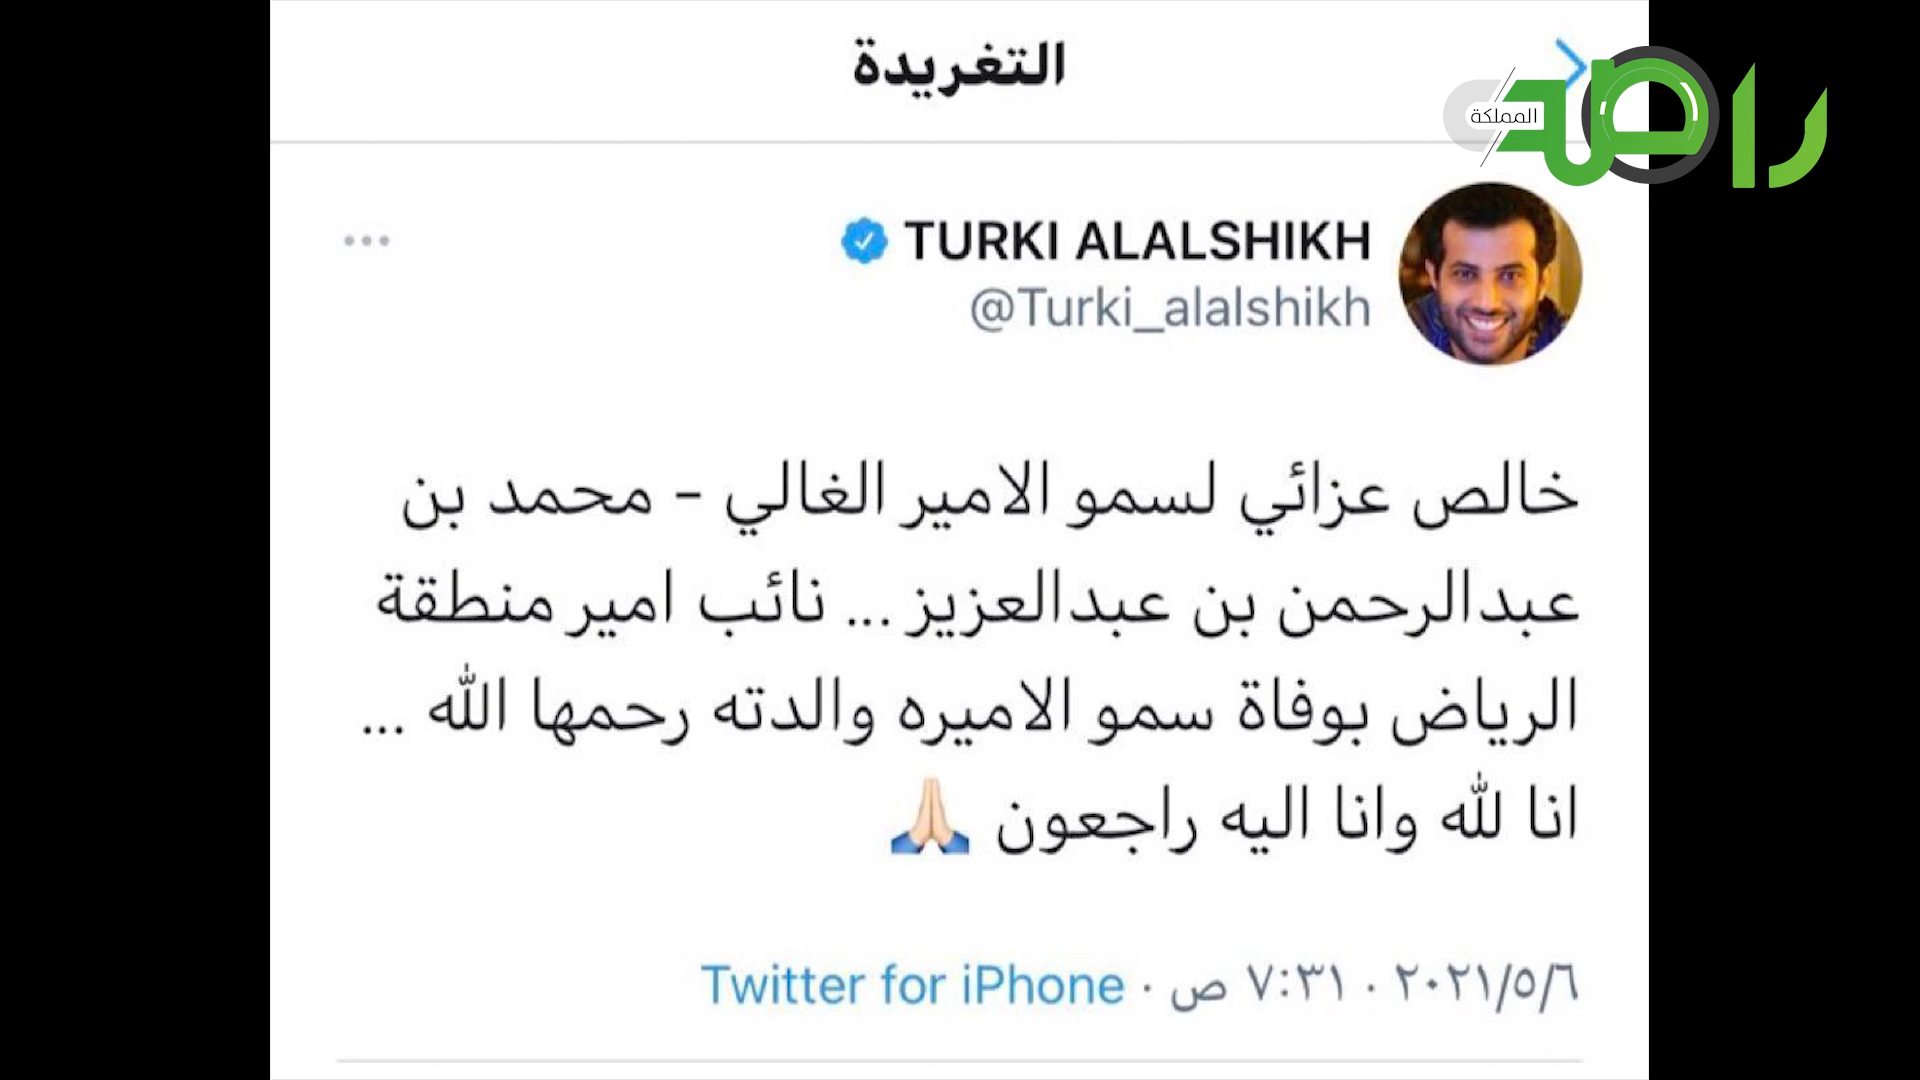 التغريدة
راصد
المملكة
TURKI ALALSHIKH
@Turki_alalshikh
خالص عزائي لسمو الامير الغالي - محمد بن
عبدالرحمن بن عبدالعزيز ... نائب امير منطقة
الرياض بوفاة سمو الاميره والدته رحمها الله ...
انا لله وانا اليه راجعون 🙏🏻
٢٠٢١/٥/٦ · ٧:٣١ ص · Twitter for iPhone